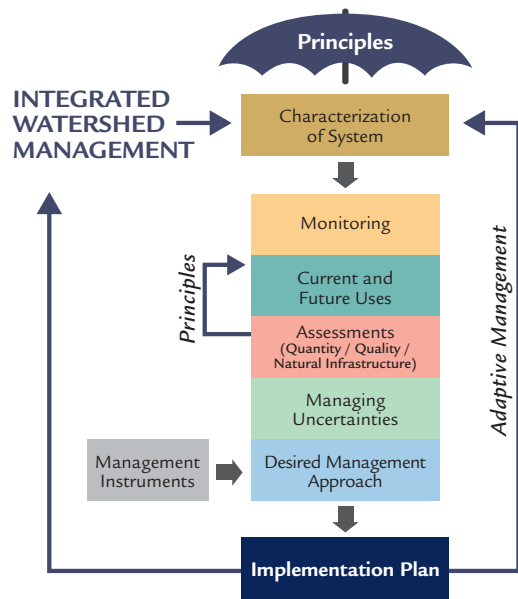 Principles
INTEGRATED
WATERSHED
MANAGEMENT
Characterization
of System
Monitoring
Principles
Current and
Future Uses
Assessments
(Quantity / Quality /
Natural Infrastructure)
Adaptive Management
Managing
Uncertainties
Management
Instruments
Desired Management
Approach
Implementation Plan